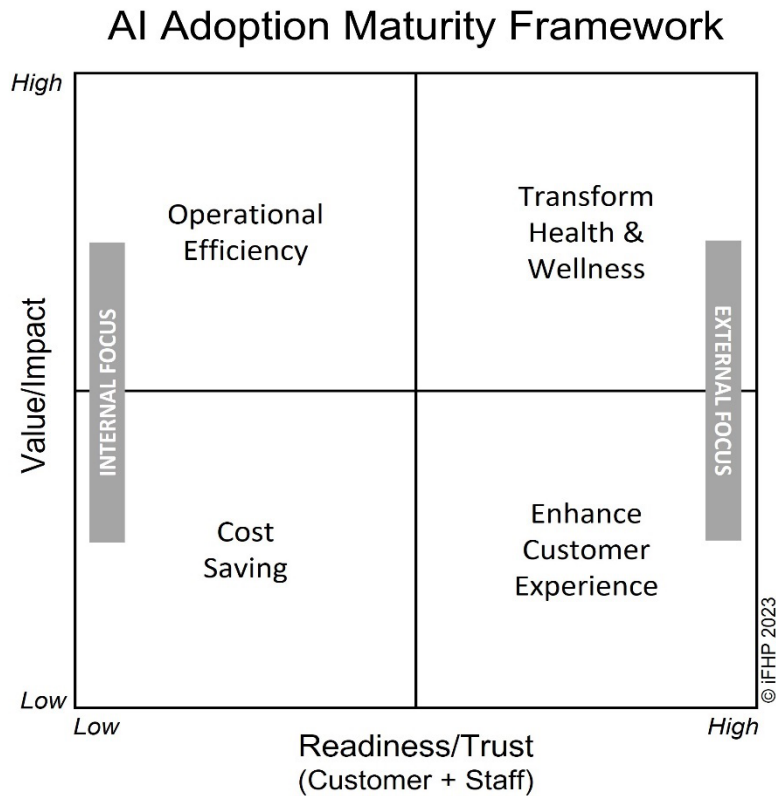 AI Adoption Maturity Framework
High
Operational
Efficiency
Transform
Health &
Wellness
Value/Impact
INTERNAL FOCUS
EXTERNAL FOCUS
Cost
Saving
Enhance
Customer
Experience
© iFHP 2023
Low
Low
High
Readiness/Trust
(Customer + Staff)